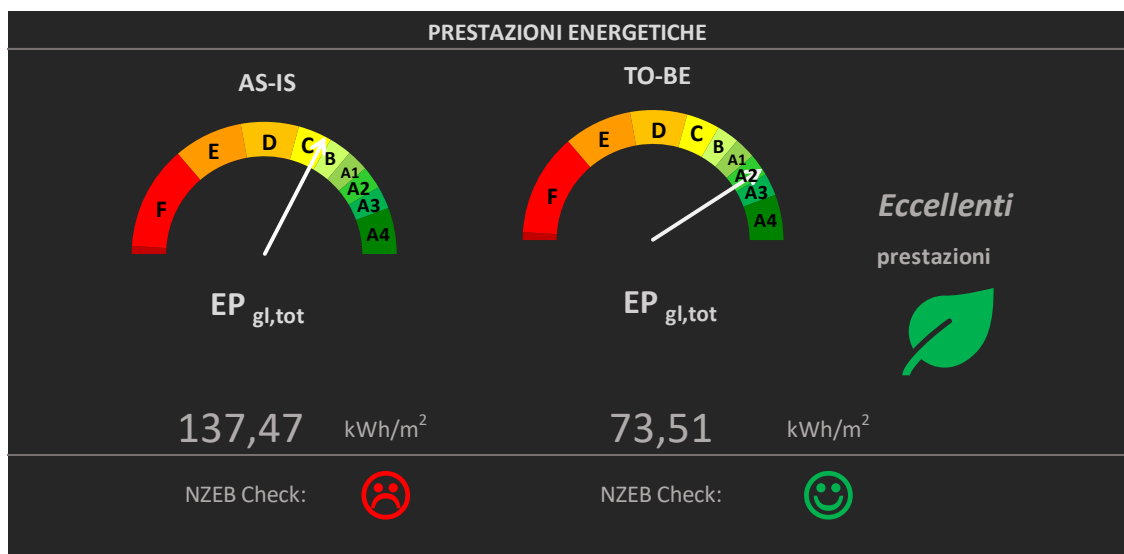 PRESTAZIONI ENERGETICHE
AS-IS
TO-BE
F
E
D
C
B
A1
A2
A3
A4
F
E
D
C
B
A1
A2
A3
A4
Eccellenti
prestazioni
EP gl,tot
EP gl,tot
137,47 kWh/m²
73,51 kWh/m²
NZEB Check:
NZEB Check: